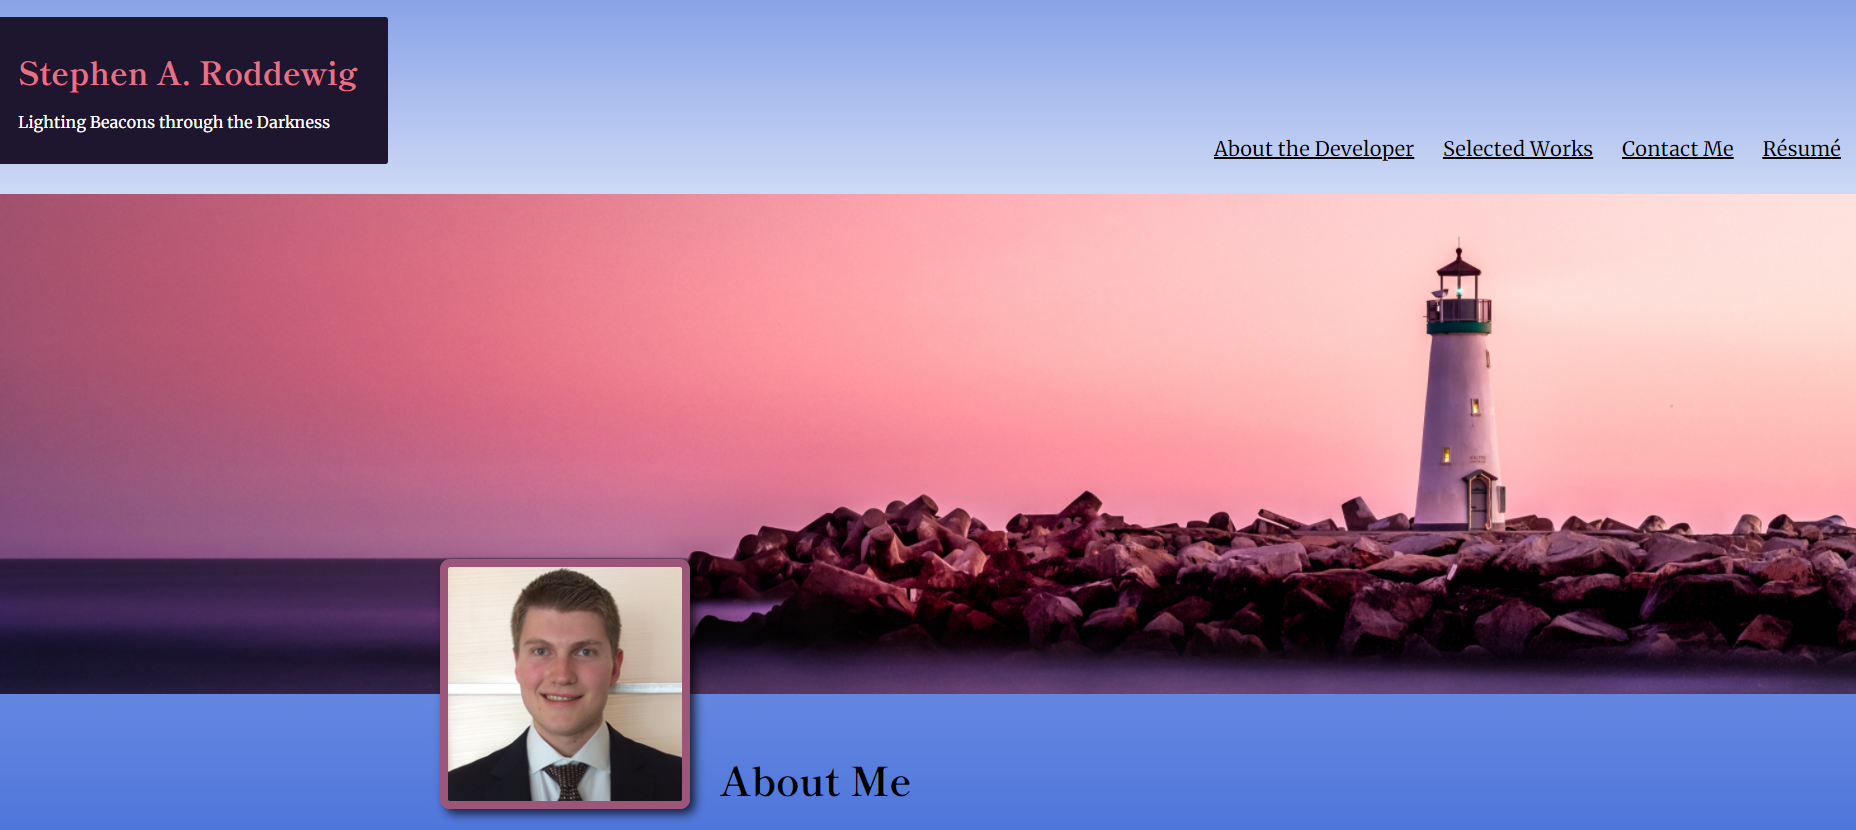 Stephen A. Roddewig
Lighting Beacons through the Darkness
About the Developer Selected Works Contact Me Résumé
About Me